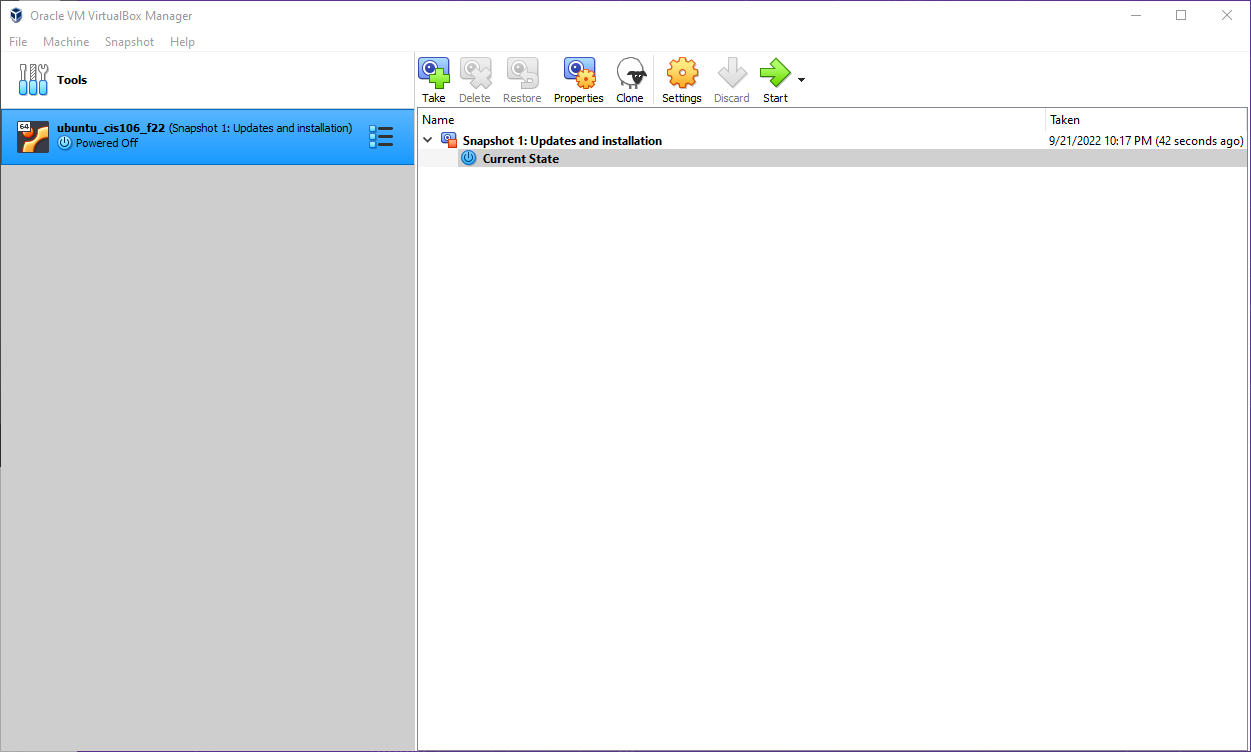 Oracle VM VirtualBox Manager
File Machine Snapshot Help
Tools
64
ubuntu_cis106_f22 (Snapshot 1: Updates and installation)
Powered Off
Take Delete Restore Properties Clone Settings Discard Start
Name Taken
Snapshot 1: Updates and installation 9/21/2022 10:17 PM (42 seconds ago)
Current State